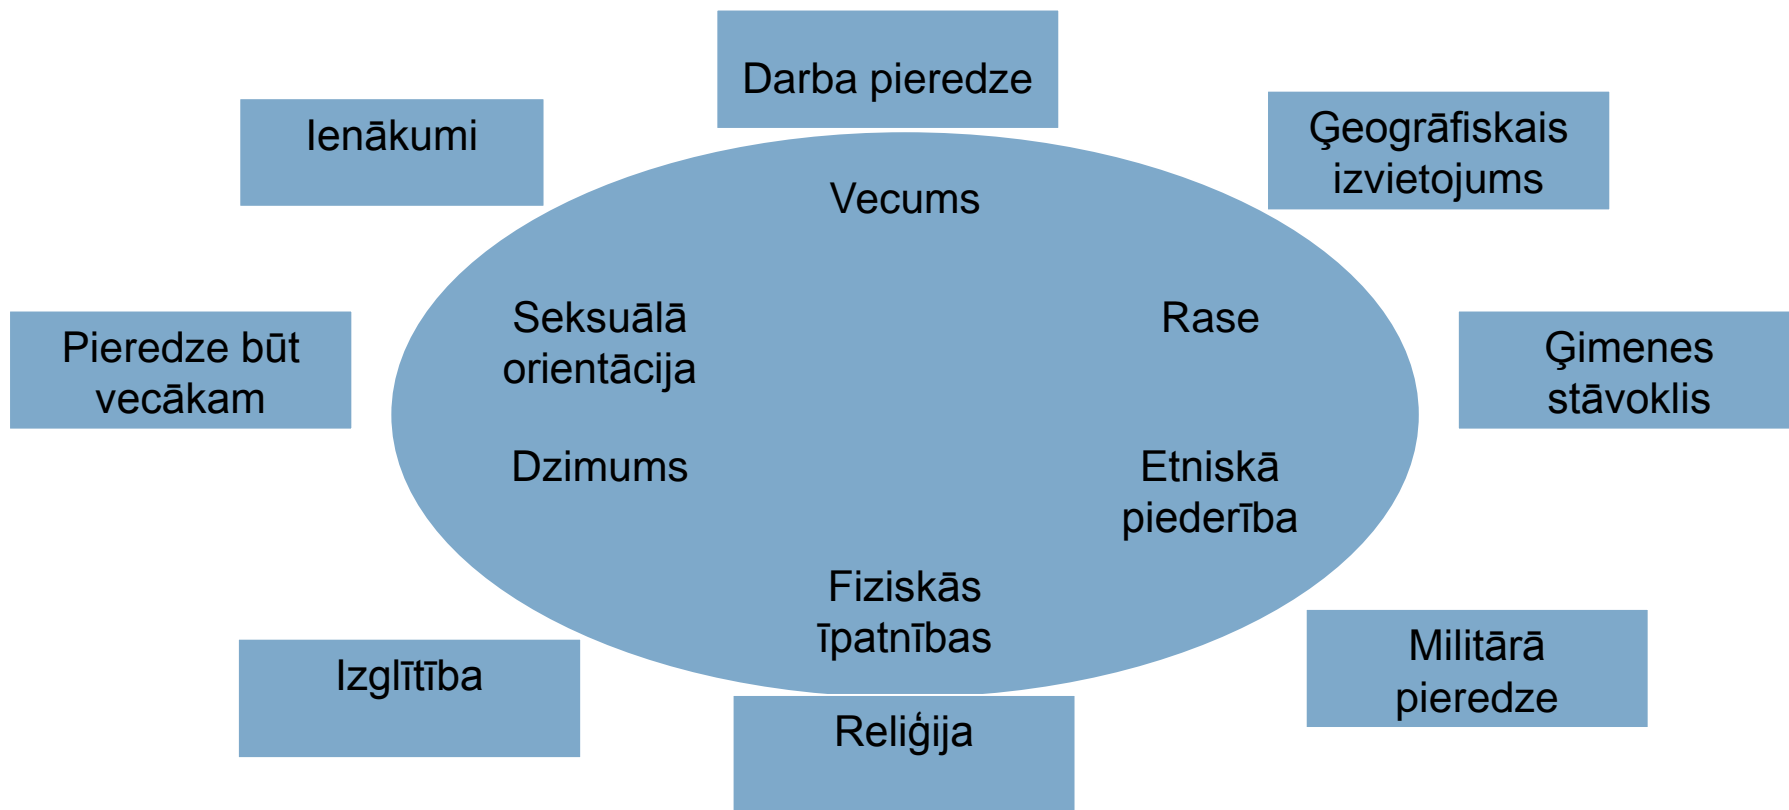 Darba pieredze
Ienākumi
Ģeogrāfiskais
izvietojums
Vecums
Seksuālā
orientācija
Rase
Pieredze būt
vecākam
Ģimenes
stāvoklis
Dzimums
Etniskā
piederība
Fiziskās
īpatnības
Izglītība
Militārā
pieredze
Reliģija